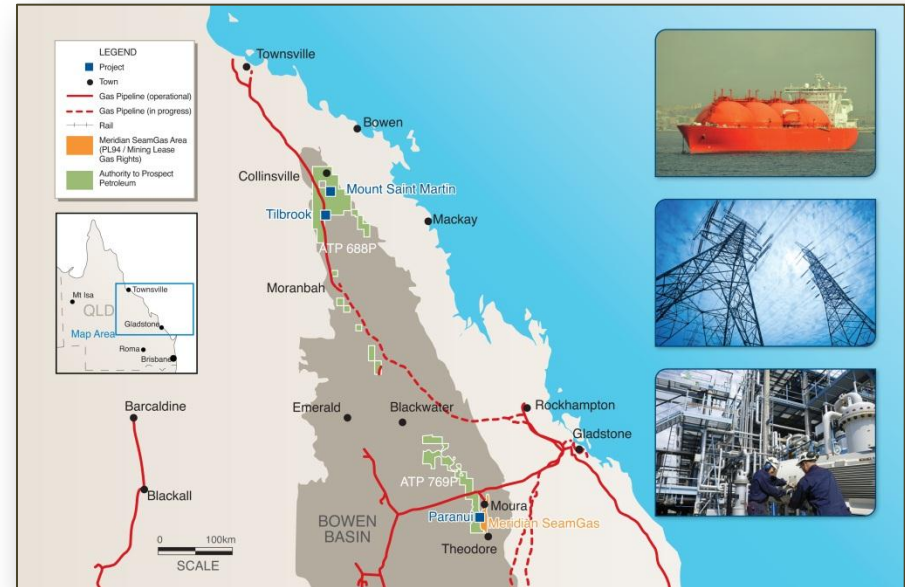 LEGEND
Project
Town
Gas Pipeline (operational)
Gas Pipeline (in progress)
Rail
Meridian SeamGas Area
(PL94 / Mining Lease
Gas Rights)
Authority to Prospect
Petroleum
Townsville
Bowen
Collinsville
Mount Saint Martin
Tilbrook
Mackay
ATP 688P
Moranbah
Mt Isa
Townsville
QLD
Gladstone
Map Area
Roma
Brisbane
Barcaldine
Emerald
Blackwater
Rockhampton
Gladstone
ATP 769P
Blackall
Moura
Paranui
Meridian SeamGas
BOWEN
BASIN
Theodore
0
100km
SCALE